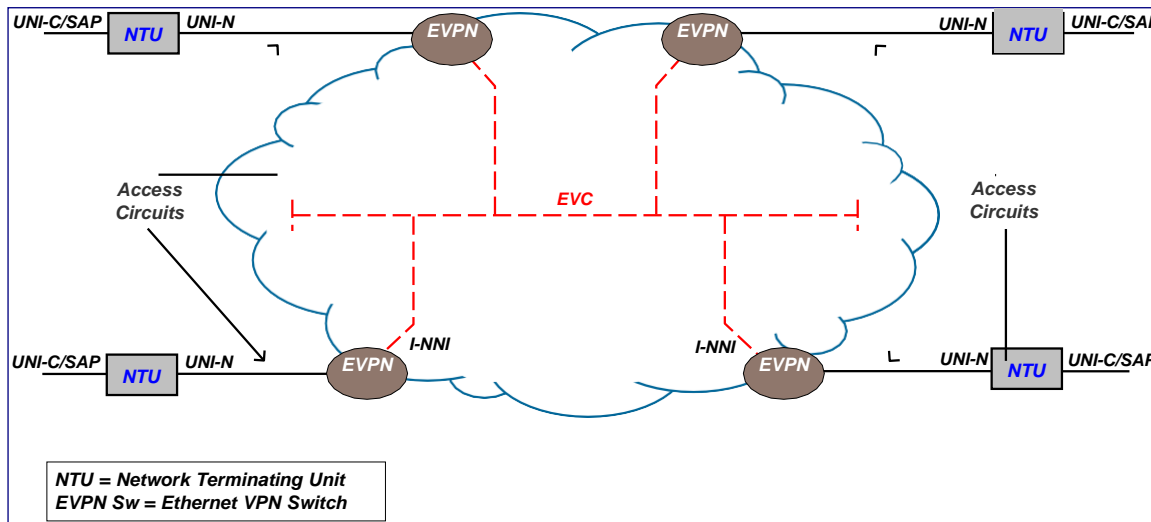 UNI-C/SAP
NTU
UNI-N
EVPN
EVPN
UNI-N
NTU
UNI-C/SAP
Access
Circuits
EVC
Access
Circuits
UNI-C/SAP
NTU
UNI-N
EVPN
I-NNI
I-NNI
EVPN
UNI-N
NTU
UNI-C/SAP
NTU = Network Terminating Unit
EVPN Sw = Ethernet VPN Switch